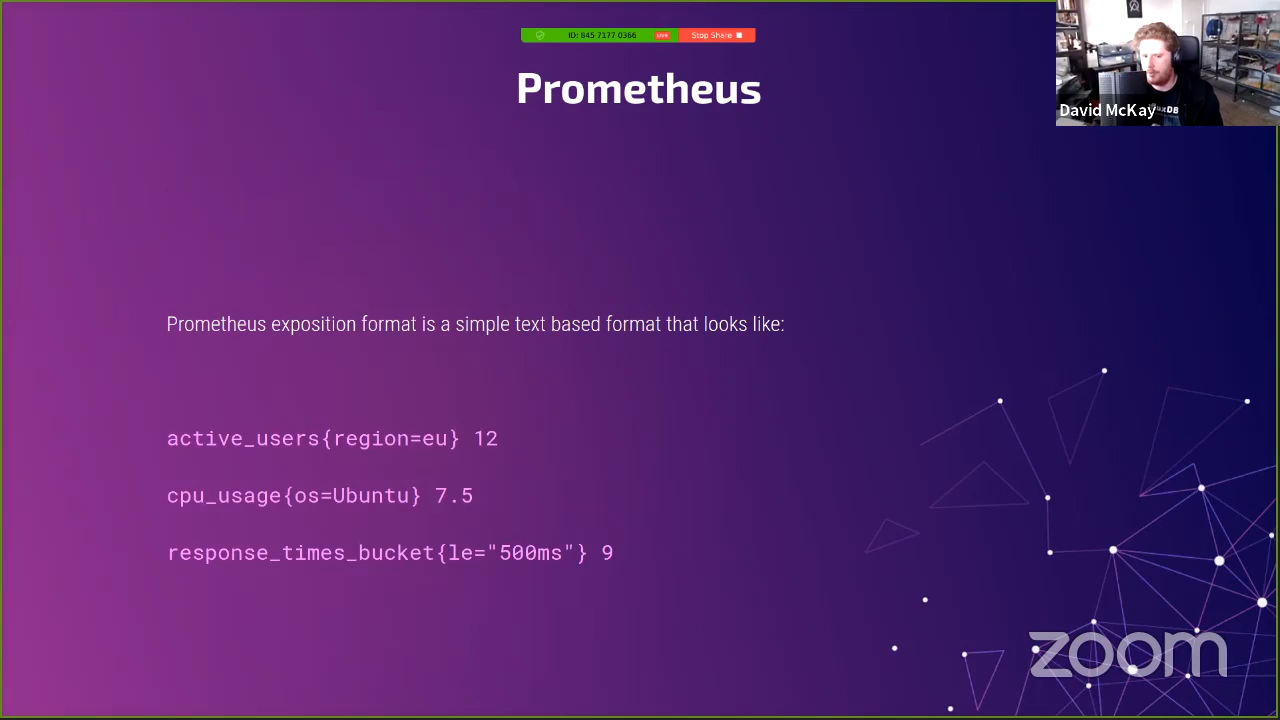 ID: 845 7177 0366
LIVE
Stop Share
Prometheus
David McKay
Prometheus exposition format is a simple text based format that looks like:
active_users{region=eu} 12
cpu_usage{os=Ubuntu} 7.5
response_times_bucket{le="500ms"} 9
zoom